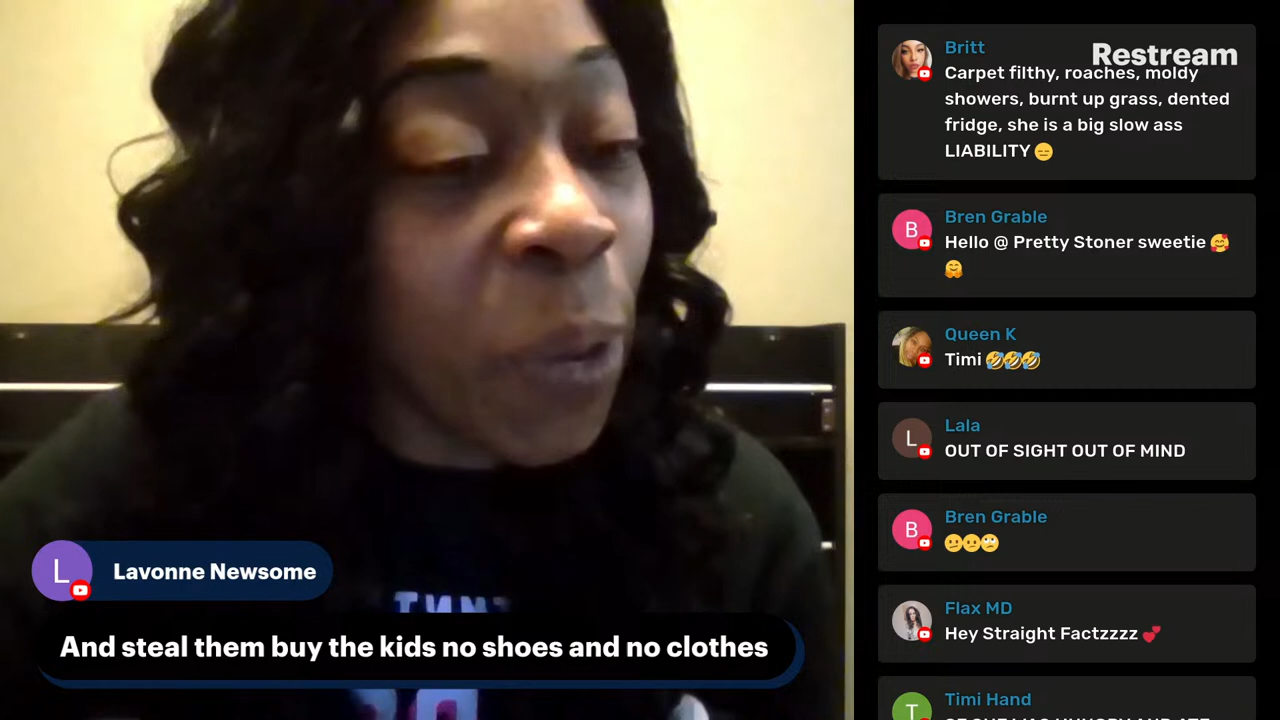 Restream
Britt
Carpet filthy, roaches, moldy
showers, burnt up grass, dented
fridge, she is a big slow ass
LIABILITY 😑
B
Bren Grable
Hello @ Pretty Stoner sweetie 🥰
🤗
Queen K
Timi 🤣🤣🤣
L
Lala
OUT OF SIGHT OUT OF MIND
B
Bren Grable
🫤🫤🙄
Flax MD
Hey Straight Factzzzz 💕
T
Timi Hand
L
Lavonne Newsome
And steal them buy the kids no shoes and no clothes